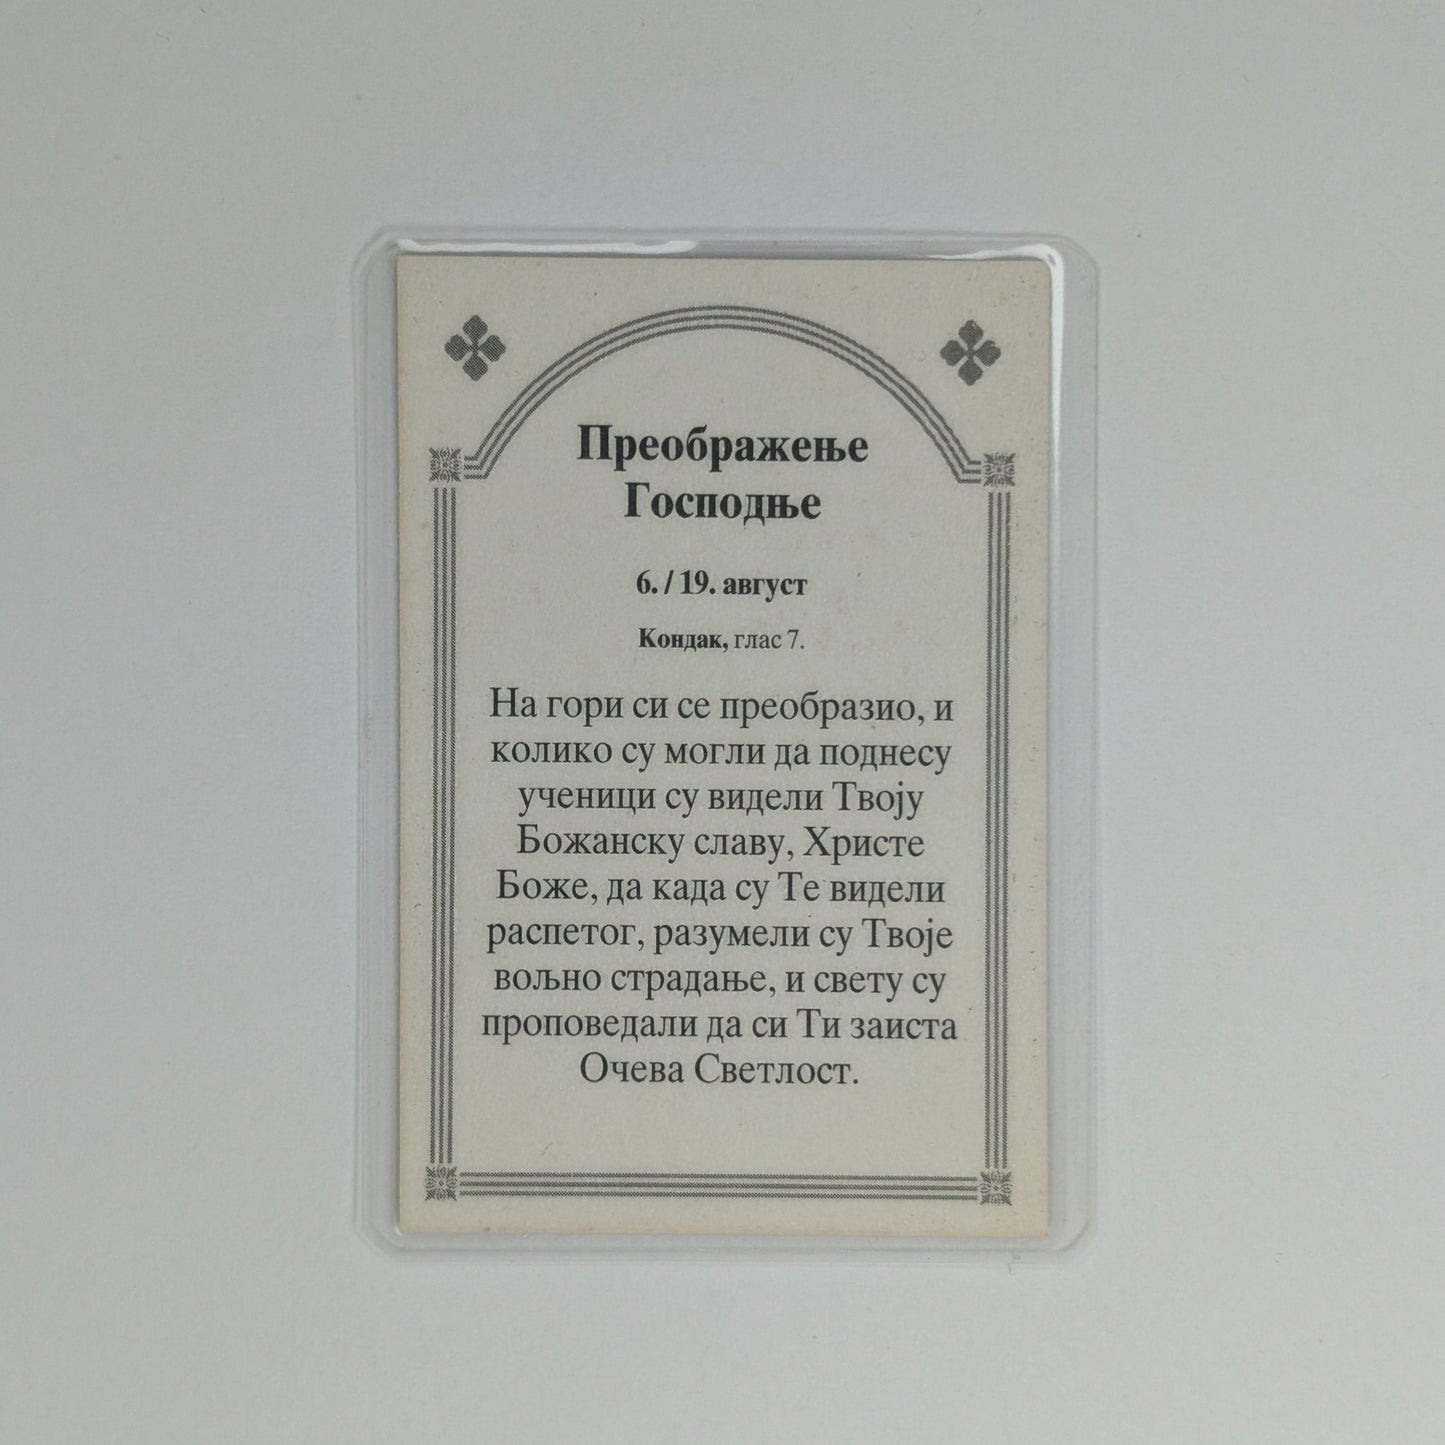 Преображење
Господње
6. / 19. август
Кондак, глас 7.
На гори си се преобразио, и
колико су могли да поднесу
ученици су видели Твоју
Божанску славу, Христе
Боже, да када су Те видели
распетог, разумели су Твоје
вољно страдање, и свету су
проповедали да си Ти заиста
Очева Светлост.